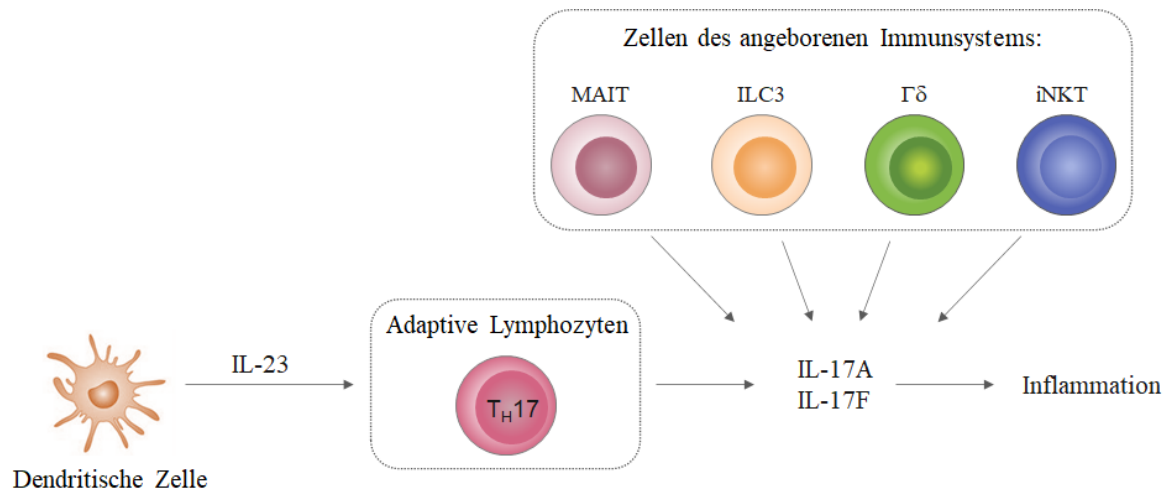 Zellen des angeborenen Immunsystems:
MAIT ILC3 Γδ iNKT
Adaptive Lymphozyten
IL-23
TH17
IL-17A
IL-17F
Inflammation
Dendritische Zelle